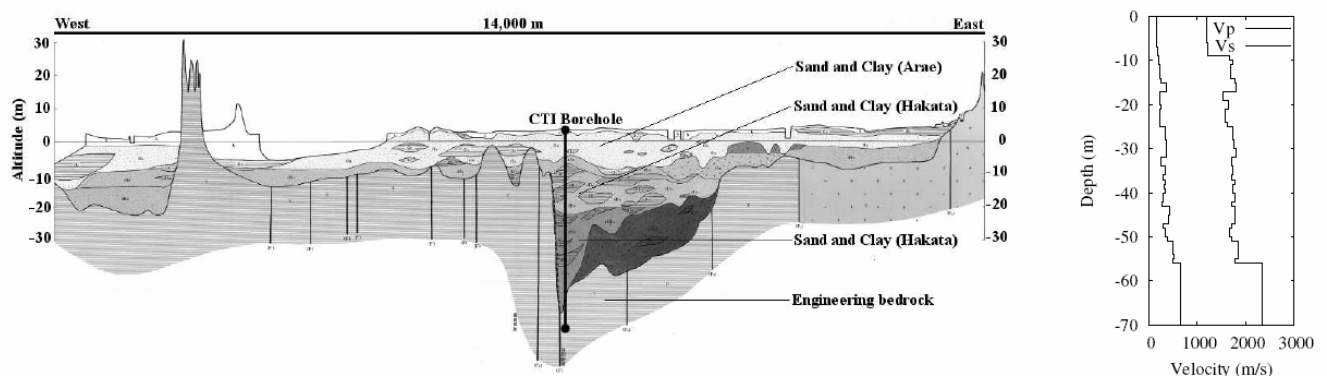 West
14,000 m
East
30
20
10
0
-10
-20
-30
Altitude (m)
30
20
10
0
-10
-20
-30
Sand and Clay (Arae)
Sand and Clay (Hakata)
CTI Borehole
Sand and Clay (Hakata)
Engineering bedrock
0
-10
-20
-30
-40
-50
-60
-70
Depth (m)
Vp
Vs
0 1000 2000 3000
Velocity (m/s)